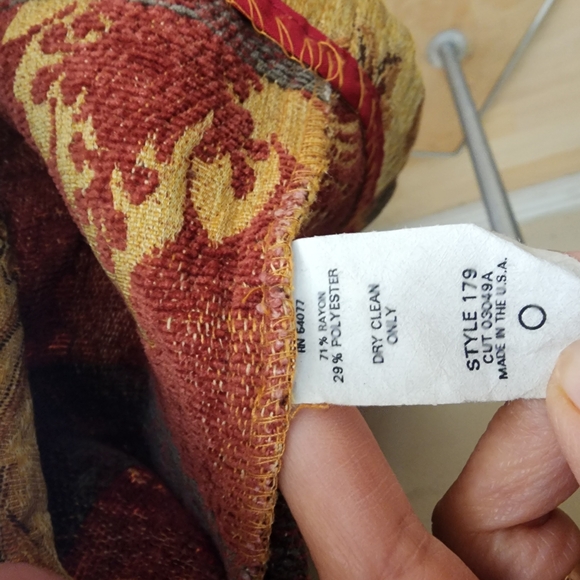 RN 64077
71% RAYON
29% POLYESTER
DRY CLEAN
ONLY
STYLE 179
CUT 03049A
MADE IN THE U.S.A.
O